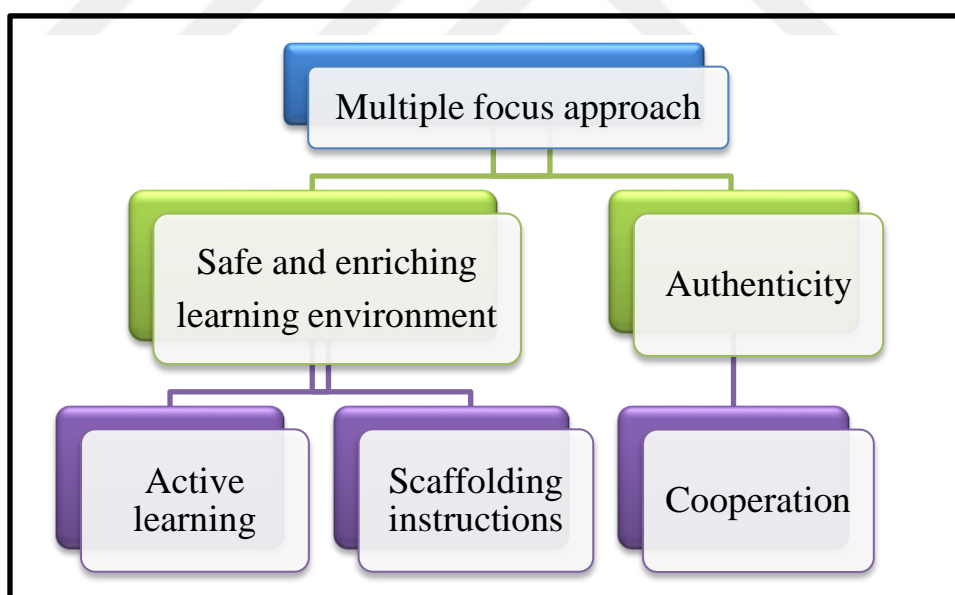 Multiple focus approach
Safe and enriching
learning environment
Authenticity
Active
learning
Scaffolding
instructions
Cooperation